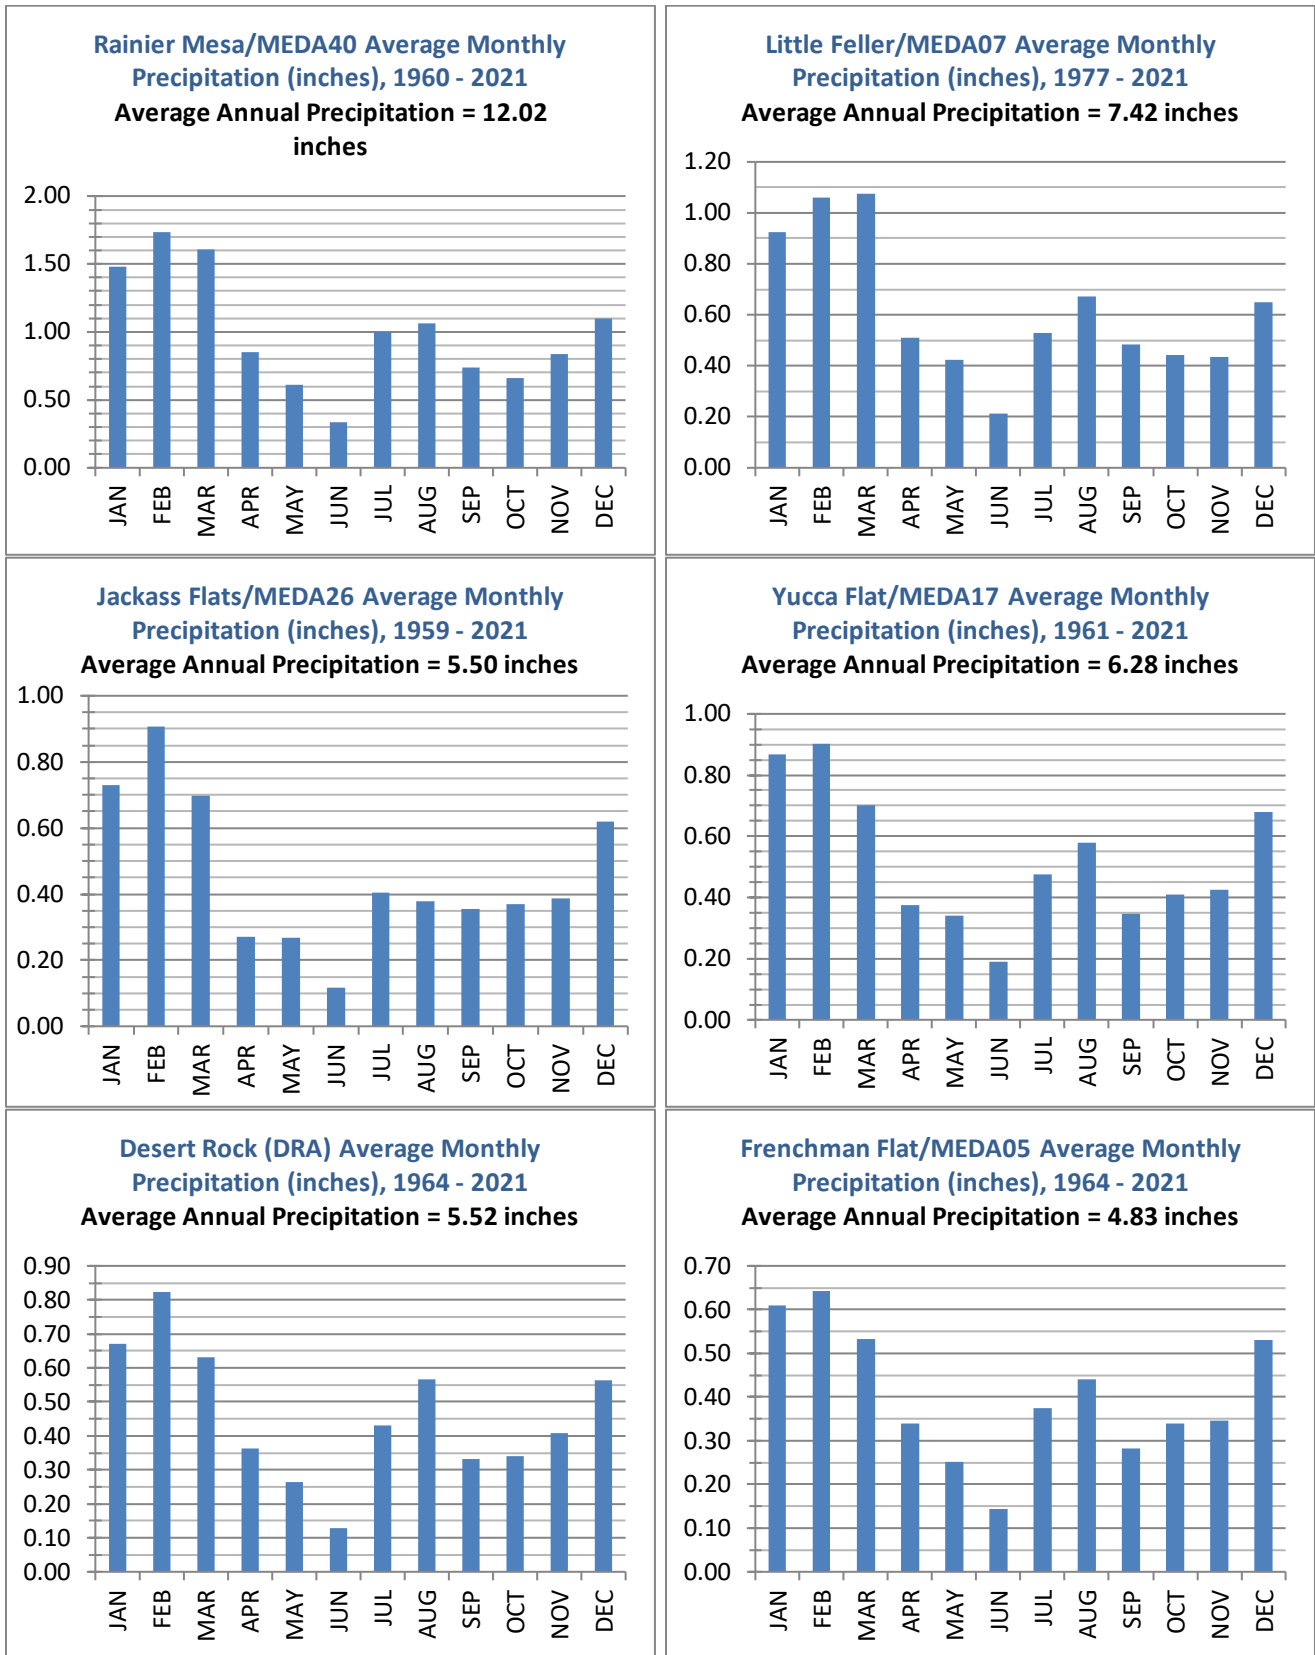 Rainier Mesa/MEDA40 Average Monthly
Precipitation (inches), 1960 - 2021
Average Annual Precipitation = 12.02
inches
2.00
1.50
1.00
0.50
0.00
JAN FEB MAR APR MAY JUN JUL AUG SEP OCT NOV DEC
Little Feller/MEDA07 Average Monthly
Precipitation (inches), 1977 - 2021
Average Annual Precipitation = 7.42 inches
1.20
1.00
0.80
0.60
0.40
0.20
0.00
JAN FEB MAR APR MAY JUN JUL AUG SEP OCT NOV DEC
Jackass Flats/MEDA26 Average Monthly
Precipitation (inches), 1959 - 2021
Average Annual Precipitation = 5.50 inches
1.00
0.80
0.60
0.40
0.20
0.00
JAN FEB MAR APR MAY JUN JUL AUG SEP OCT NOV DEC
Yucca Flat/MEDA17 Average Monthly
Precipitation (inches), 1961 - 2021
Average Annual Precipitation = 6.28 inches
1.00
0.80
0.60
0.40
0.20
0.00
JAN FEB MAR APR MAY JUN JUL AUG SEP OCT NOV DEC
Desert Rock (DRA) Average Monthly
Precipitation (inches), 1964 - 2021
Average Annual Precipitation = 5.52 inches
0.90
0.80
0.70
0.60
0.50
0.40
0.30
0.20
0.10
0.00
JAN FEB MAR APR MAY JUN JUL AUG SEP OCT NOV DEC
Frenchman Flat/MEDA05 Average Monthly
Precipitation (inches), 1964 - 2021
Average Annual Precipitation = 4.83 inches
0.70
0.60
0.50
0.40
0.30
0.20
0.10
0.00
JAN FEB MAR APR MAY JUN JUL AUG SEP OCT NOV DEC